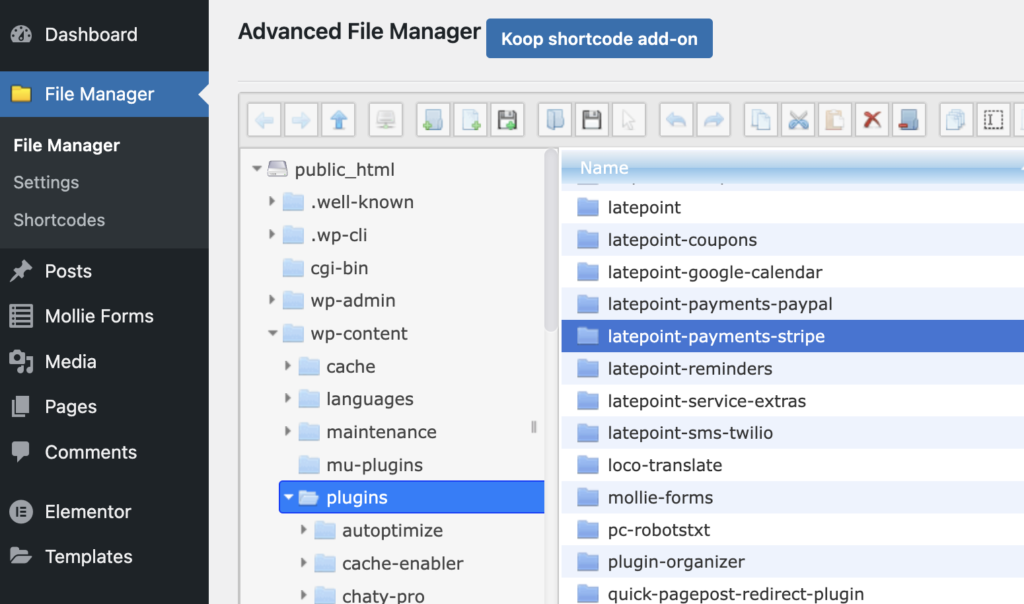 Dashboard
File Manager
File Manager
Settings
Shortcodes
Posts
Mollie Forms
Media
Pages
Comments
Elementor
Templates
Advanced File Manager
Koop shortcode add-on
public_html
.well-known
.wp-cli
cgi-bin
wp-admin
wp-content
cache
languages
maintenance
mu-plugins
plugins
autoptimize
cache-enabler
chaty-pro
Name
latepoint
latepoint-coupons
latepoint-google-calendar
latepoint-payments-paypal
latepoint-payments-stripe
latepoint-reminders
latepoint-service-extras
latepoint-sms-twilio
loco-translate
mollie-forms
pc-robotstxt
plugin-organizer
quick-pagepost-redirect-plugin